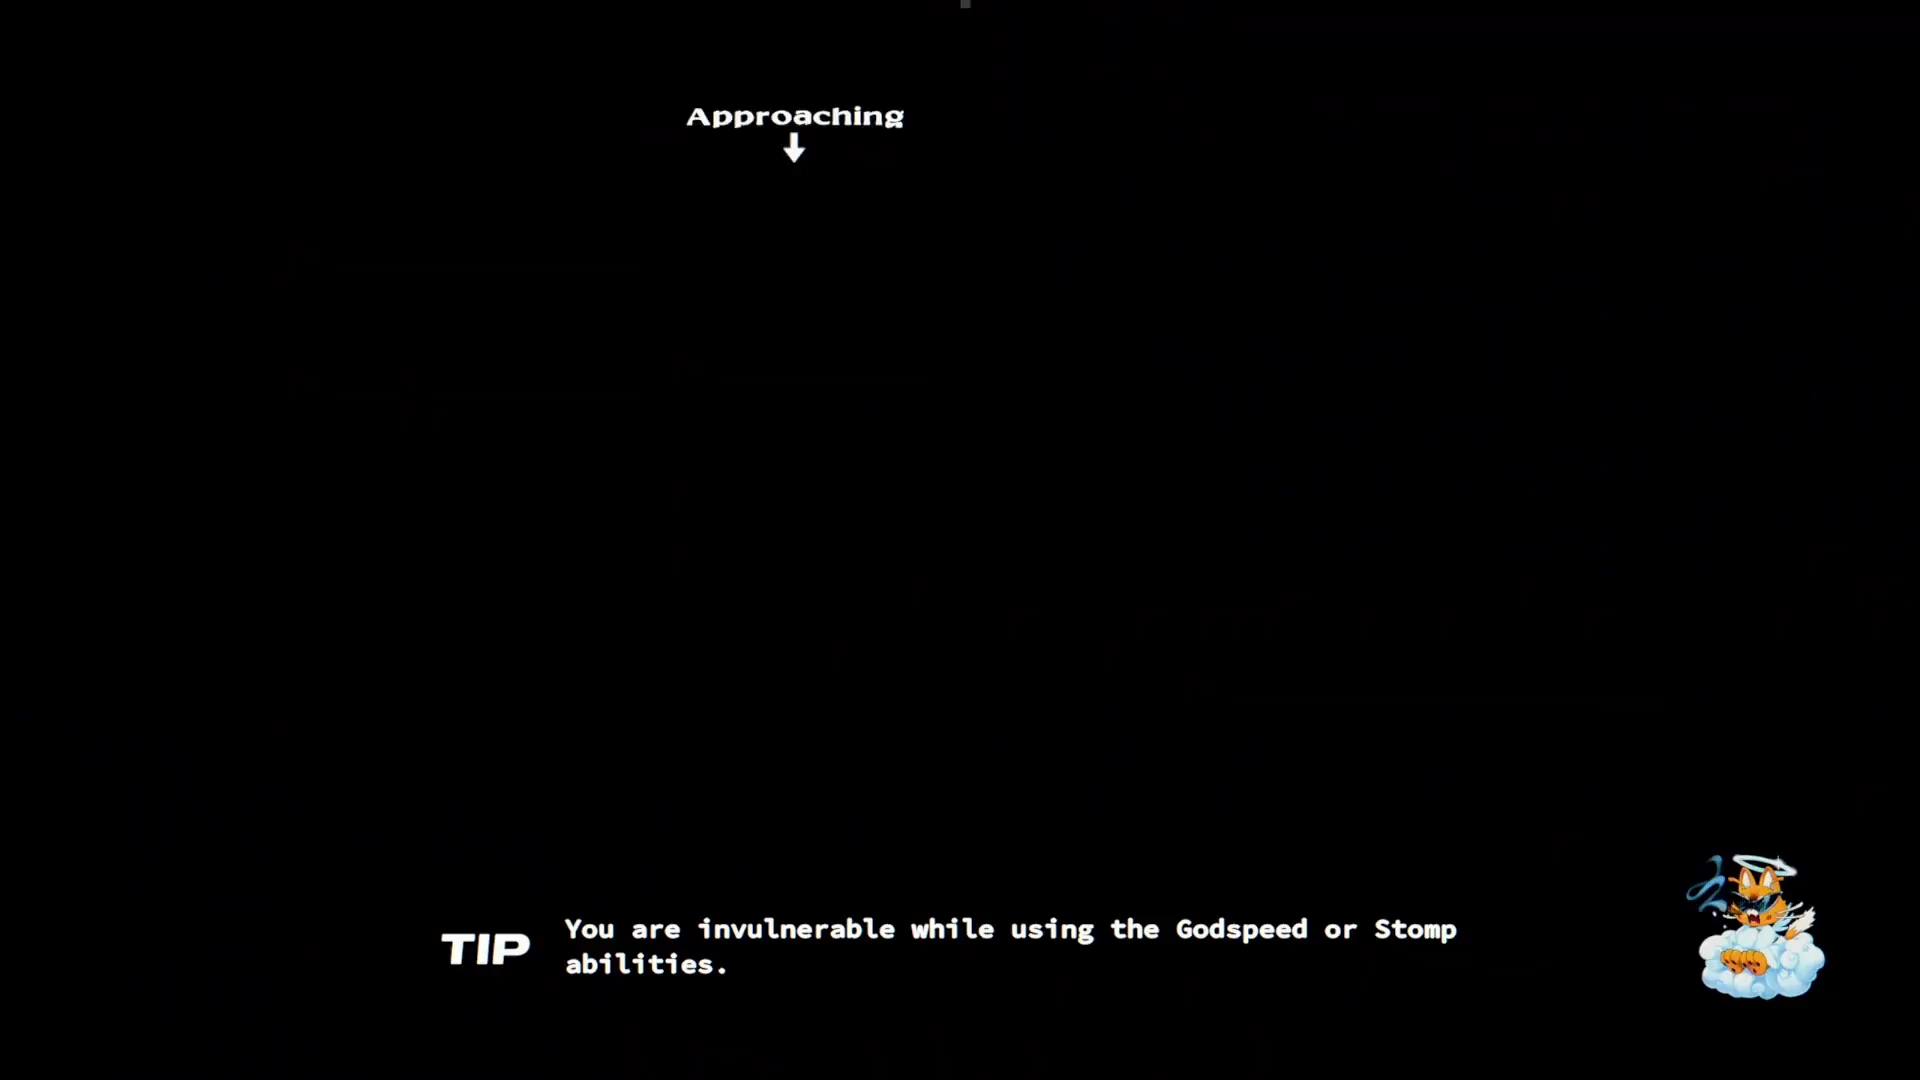 Approaching
TIP
You are invulnerable while using the Godspeed or Stomp
abilities.